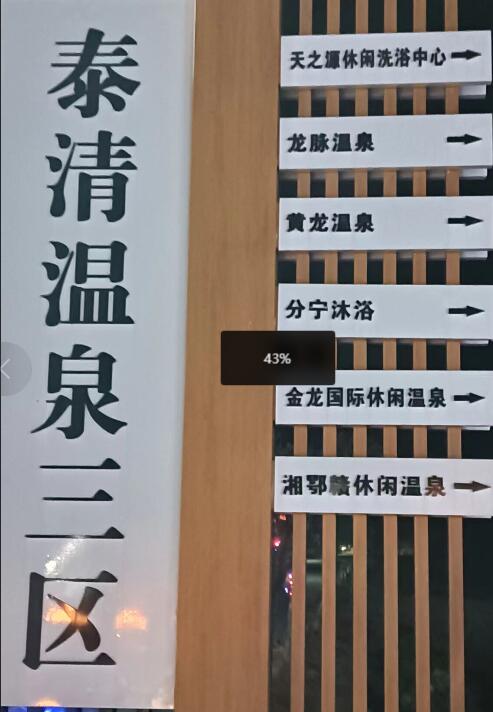 泰清温泉三区
天之源休闲洗浴中心
龙脉温泉
黄龙温泉
分宁沐浴
43%
金龙国际休闲温泉
湘鄂赣休闲温泉